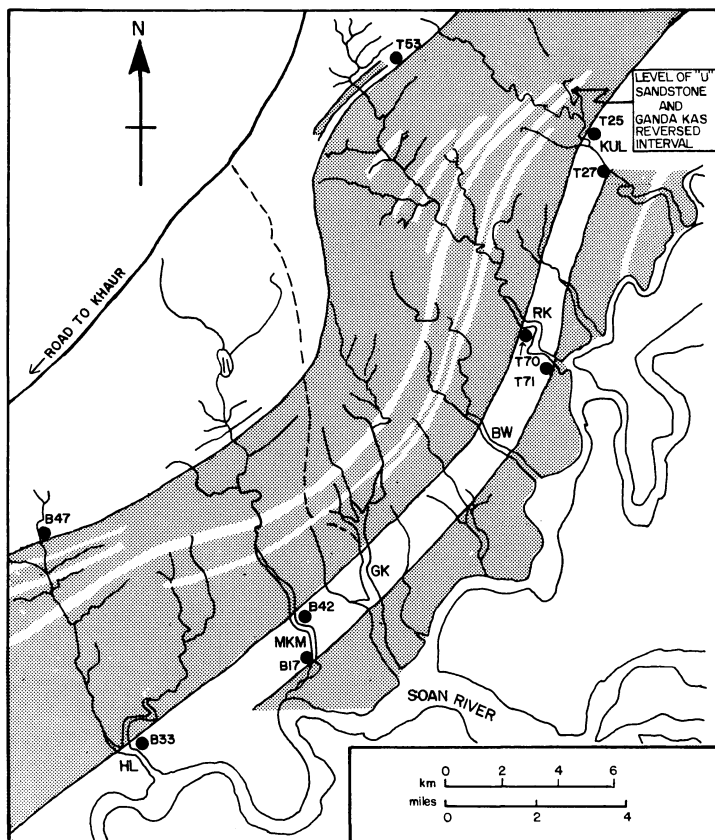 N
T53
LEVEL OF "U"
SANDSTONE
AND
GANDA KAS
REVERSED
INTERVAL
T25
KUL
T27
← ROAD TO KHAUR
RK
T70
T71
BW
B47
GK
B42
MKM
B17
SOAN RIVER
B33
HL
km 0 2 4 6
miles 0 2 4